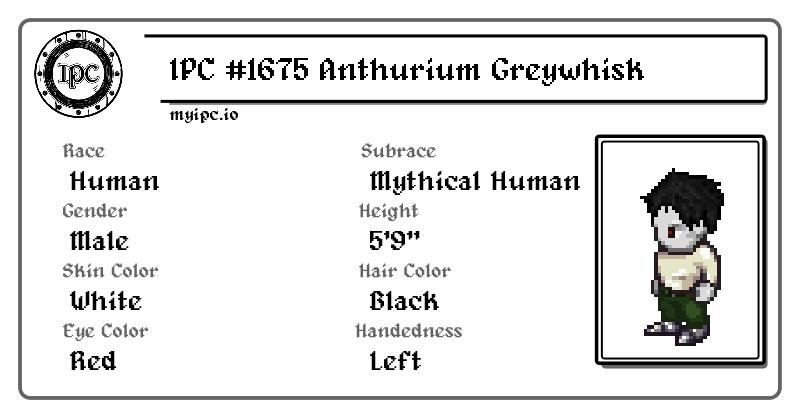 IPC
IPC #1675 Anthurium Greywhisk
myipc.io
Race
Human
Subrace
Mythical Human
Gender
Male
Height
5'9"
Skin Color
White
Hair Color
Black
Eye Color
Red
Handedness
Left